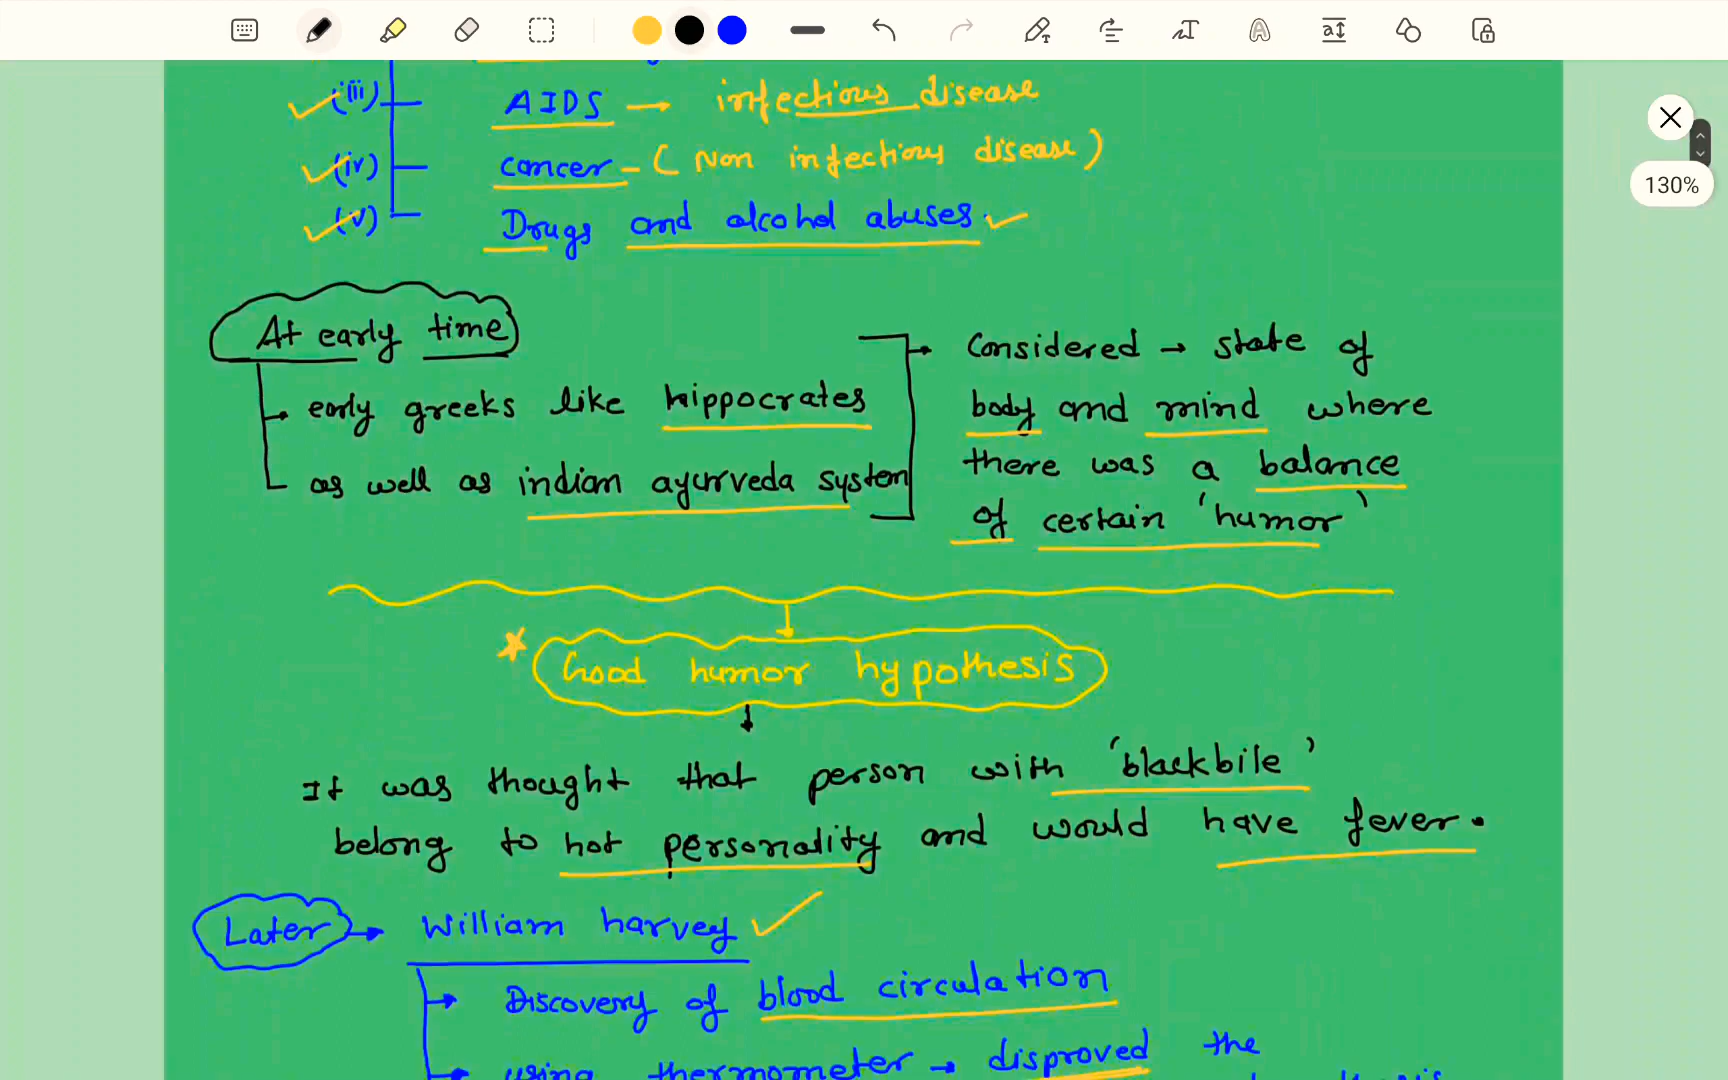 130%
(iii) AIDS → infectious disease
(iv) cancer - (Non infectious disease)
(v) Drugs and alcohol abuses.
At early time
→ early greeks like hippocrates
as well as indian ayurveda system
→ Considered → state of
body and mind where
there was a balance
of certain 'humor'
Good humor hypothesis
It was thought that person with 'blackbile'
belong to hot personality and would have fever.
Later → William harvey
→ Discovery of blood circulation
→ using thermometer → disproved the